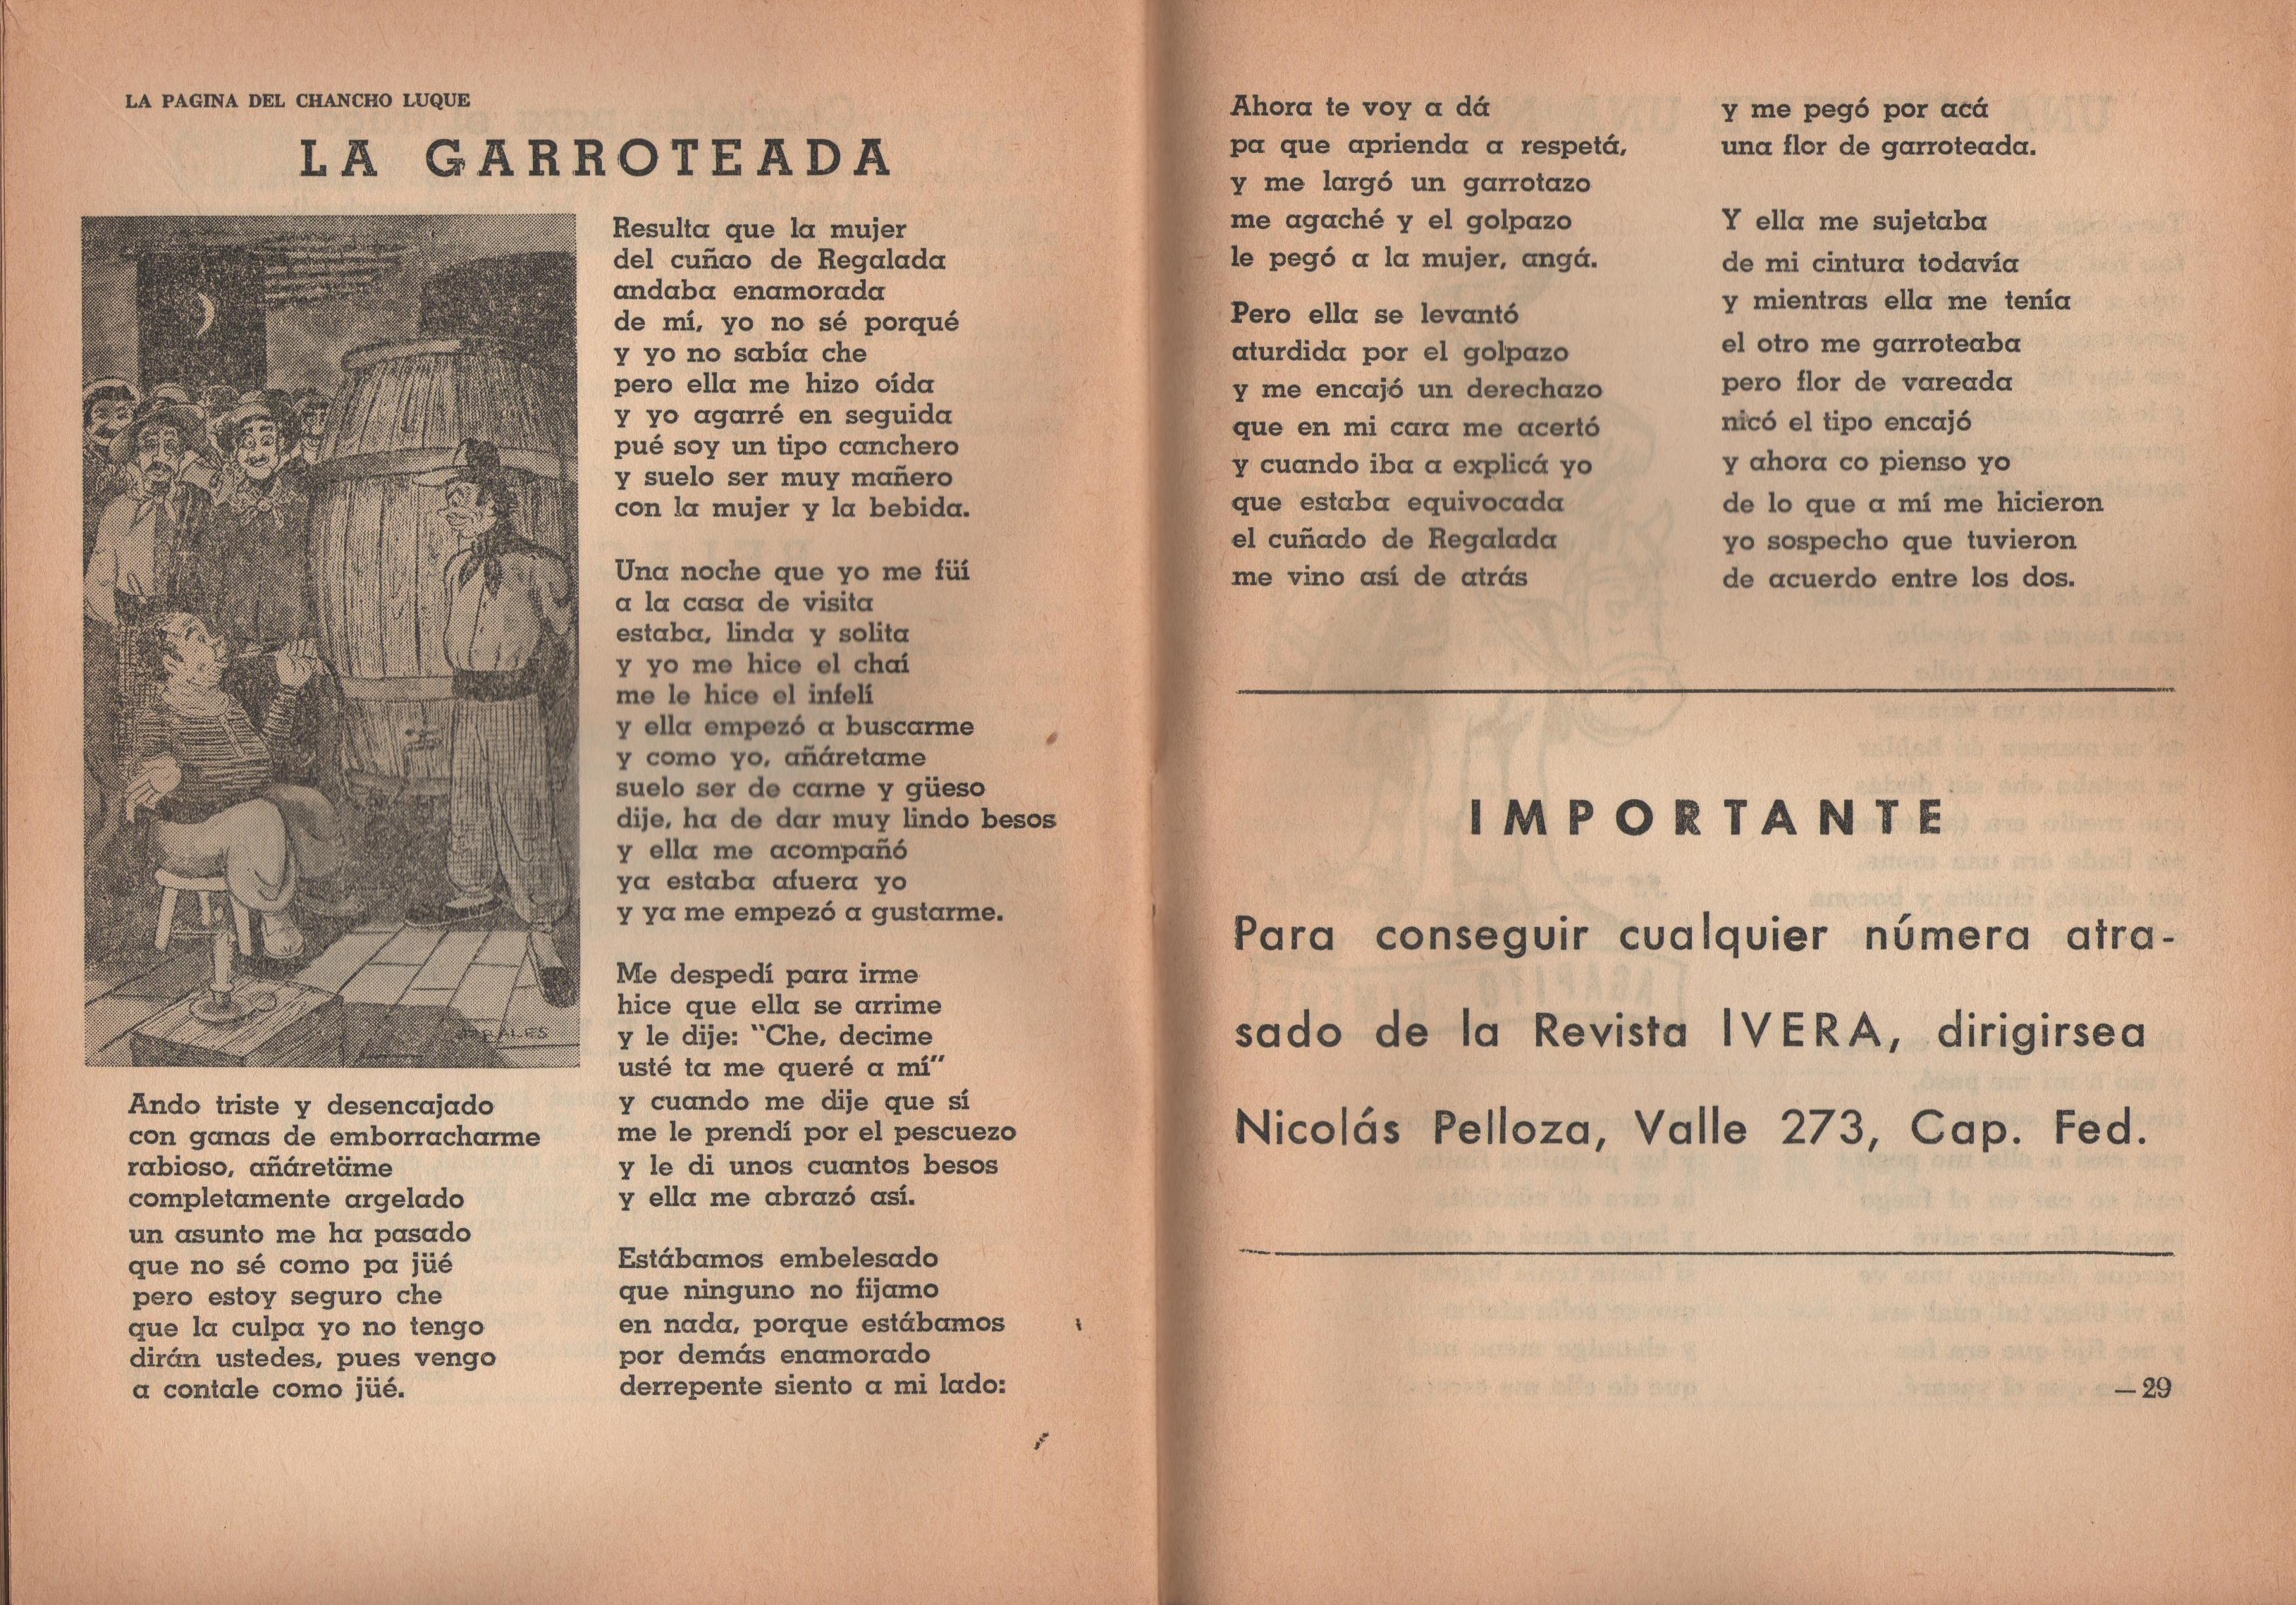 LA PAGINA DEL CHANCHO LUQUE
LA GARROTEADA
Ando triste y desencajado
con ganas de emborracharme
rabioso, añáretäme
completamente argelado
un asunto me ha pasado
que no sé como pa jüé
pero estoy seguro che
que la culpa yo no tengo
dirán ustedes, pues vengo
a contale como jüé.
Resulta que la mujer
del cuñao de Regalada
andaba enamorada
de mí, yo no sé porqué
y yo no sabía che
pero ella me hizo oída
y yo agarré en seguida
pué soy un tipo canchero
y suelo ser muy mañero
con la mujer y la bebida.
Una noche que yo me füí
a la casa de visita
estaba, linda y solita
y yo me hice el chaí
me le hice el infelí
y ella empezó a buscarme
y como yo, añáretame
suelo ser de carne y güeso
dije, ha de dar muy lindo besos
y ella me acompañó
ya estaba afuera yo
y ya me empezó a gustarme.
Me despedí para irme
hice que ella se arrime
y le dije: "Che, decime
usté ta me queré a mí"
y cuando me dije que sí
me le prendí por el pescuezo
y le di unos cuantos besos
y ella me abrazó así.
Estábamos embelesado
que ninguno no fijamo
en nada, porque estábamos
por demás enamorado
derrepente siento a mi lado:
Ahora te voy a dá
pa que aprienda a respetá,
y me largó un garrotazo
me agaché y el golpazo
le pegó a la mujer, angá.
Pero ella se levantó
aturdida por el golpazo
y me encajó un derechazo
que en mi cara me acertó
y cuando iba a explicá yo
que estaba equivocada
el cuñado de Regalada
me vino así de atrás
y me pegó por acá
una flor de garroteada.
Y ella me sujetaba
de mi cintura todavía
y mientras ella me tenía
el otro me garroteaba
pero flor de vareada
nicó el tipo encajó
y ahora co pienso yo
de lo que a mí me hicieron
yo sospecho que tuvieron
de acuerdo entre los dos.
IMPORTANTE
Para conseguir cualquier númera atra-
sado de la Revista IVERA, dirigirsea
Nicolás Pelloza, Valle 273, Cap. Fed.
—29